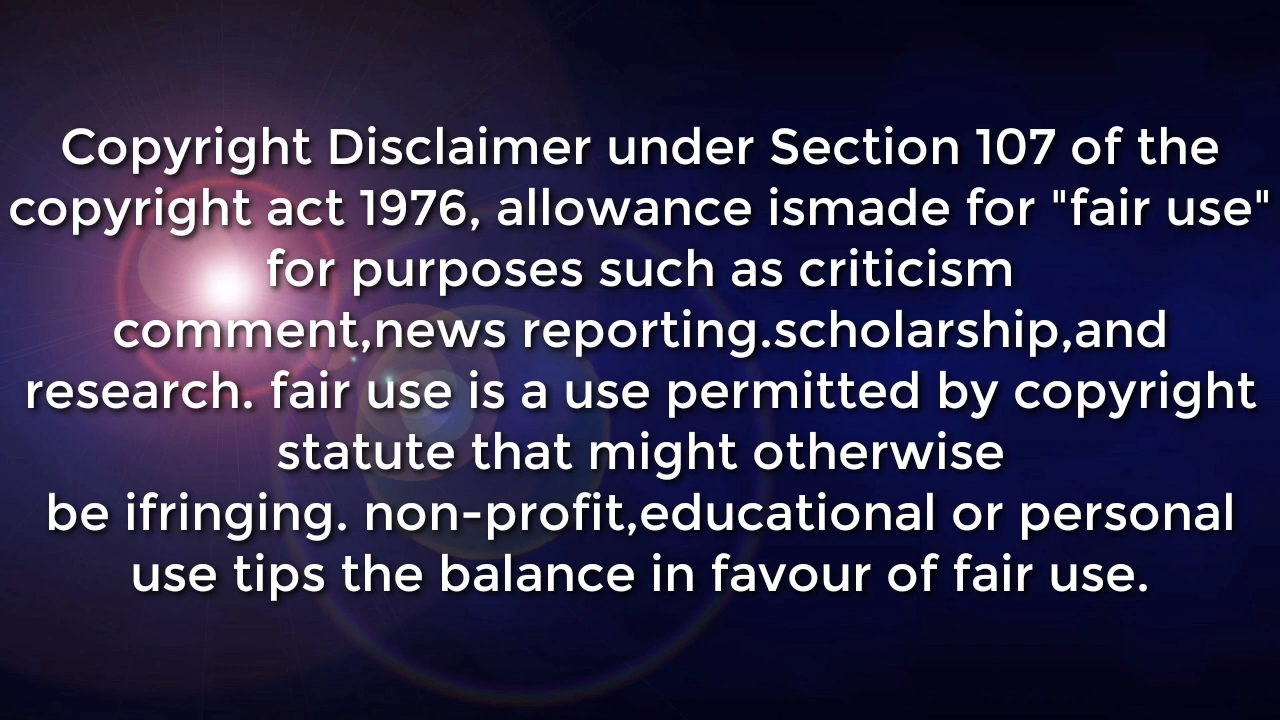 Copyright Disclaimer under Section 107 of the
copyright act 1976, allowance ismade for "fair use"
for purposes such as criticism
comment,news reporting.scholarship,and
research. fair use is a use permitted by copyright
statute that might otherwise
be ifringing. non-profit,educational or personal
use tips the balance in favour of fair use.